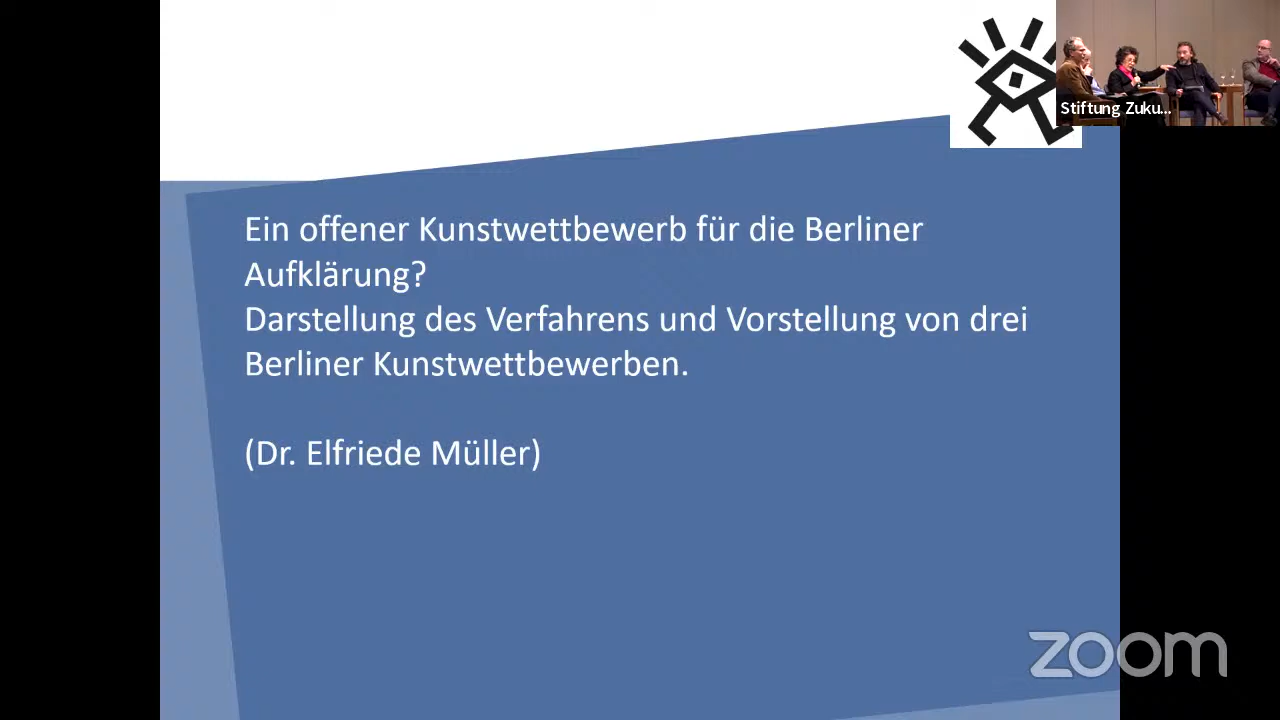 Stiftung Zuku...
Ein offener Kunstwettbewerb für die Berliner
Aufklärung?
Darstellung des Verfahrens und Vorstellung von drei
Berliner Kunstwettbewerben.
(Dr. Elfriede Müller)
zoom